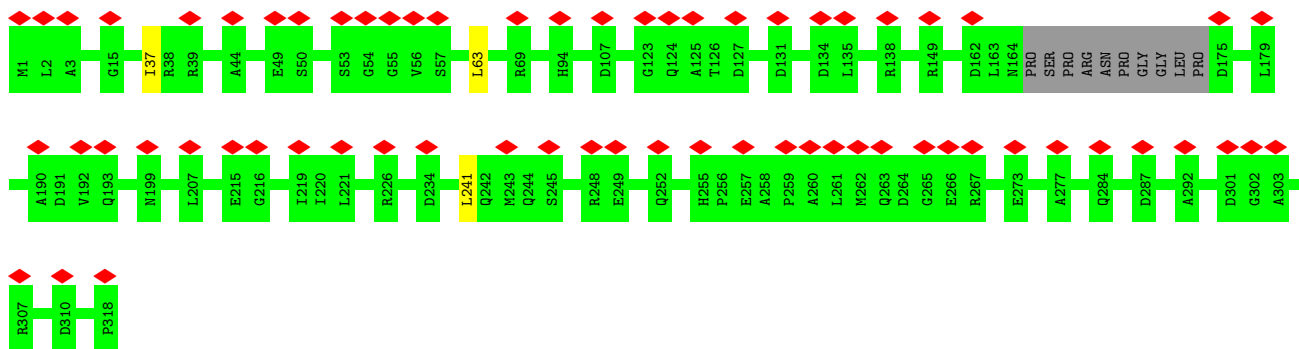 M1 L2 A3 G15 I37 R38 R39 A44 E49 S50 S53 G54 G55 V56 S57 L63 R69 H94 D107 G123 Q124 A125 T126 D127 D131 D134 L135 R138 R149 D162 L163 N164 PRO SER PRO ARG ASN PRO GLY GLY LEU PRO D175 L179
A190 D191 V192 Q193 N199 L207 E215 G216 I219 I220 L221 R226 D234 L241 Q242 M243 Q244 S245 R248 E249 Q252 H255 P256 E257 A258 P259 A260 L261 M262 Q263 D264 G265 E266 R267 E273 A277 Q284 D287 A292 D301 G302 A303
R307 D310 P318